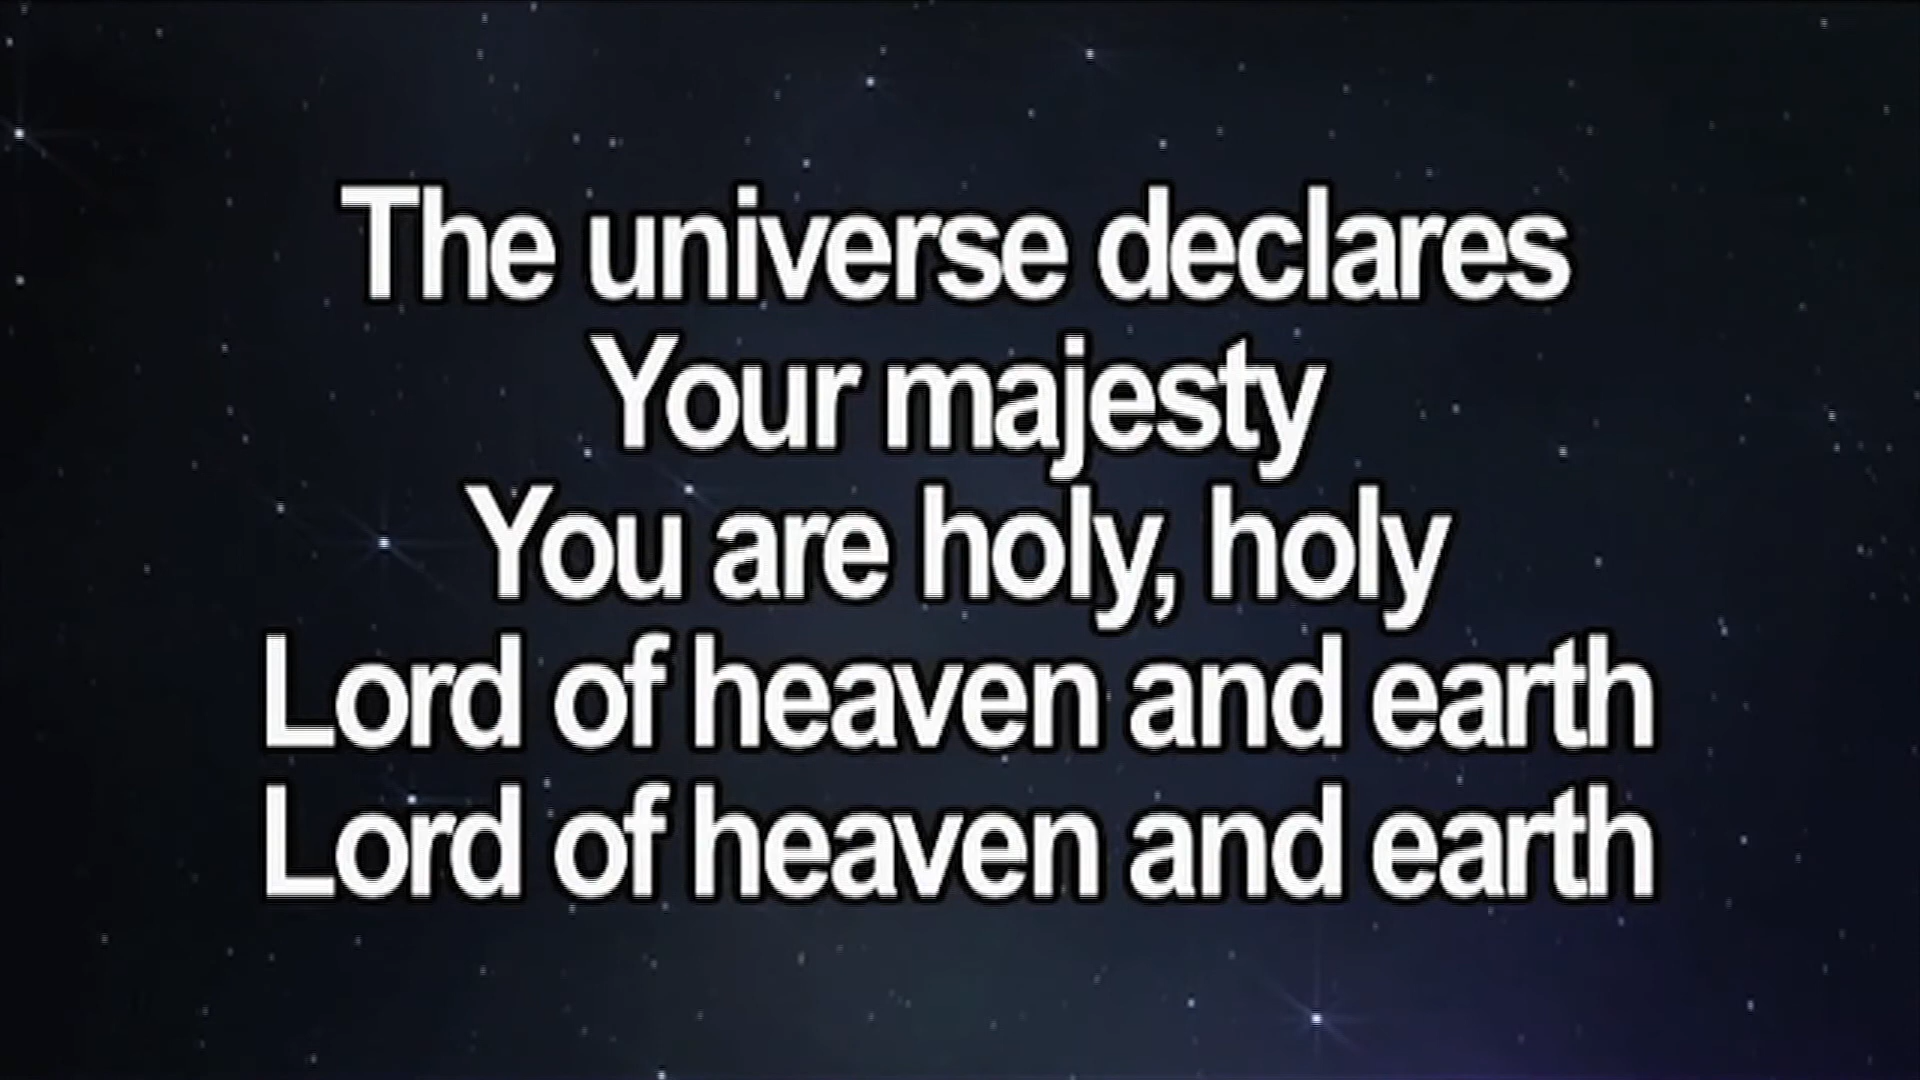 The universe declares
Your majesty
You are holy, holy
Lord of heaven and earth
Lord of heaven and earth